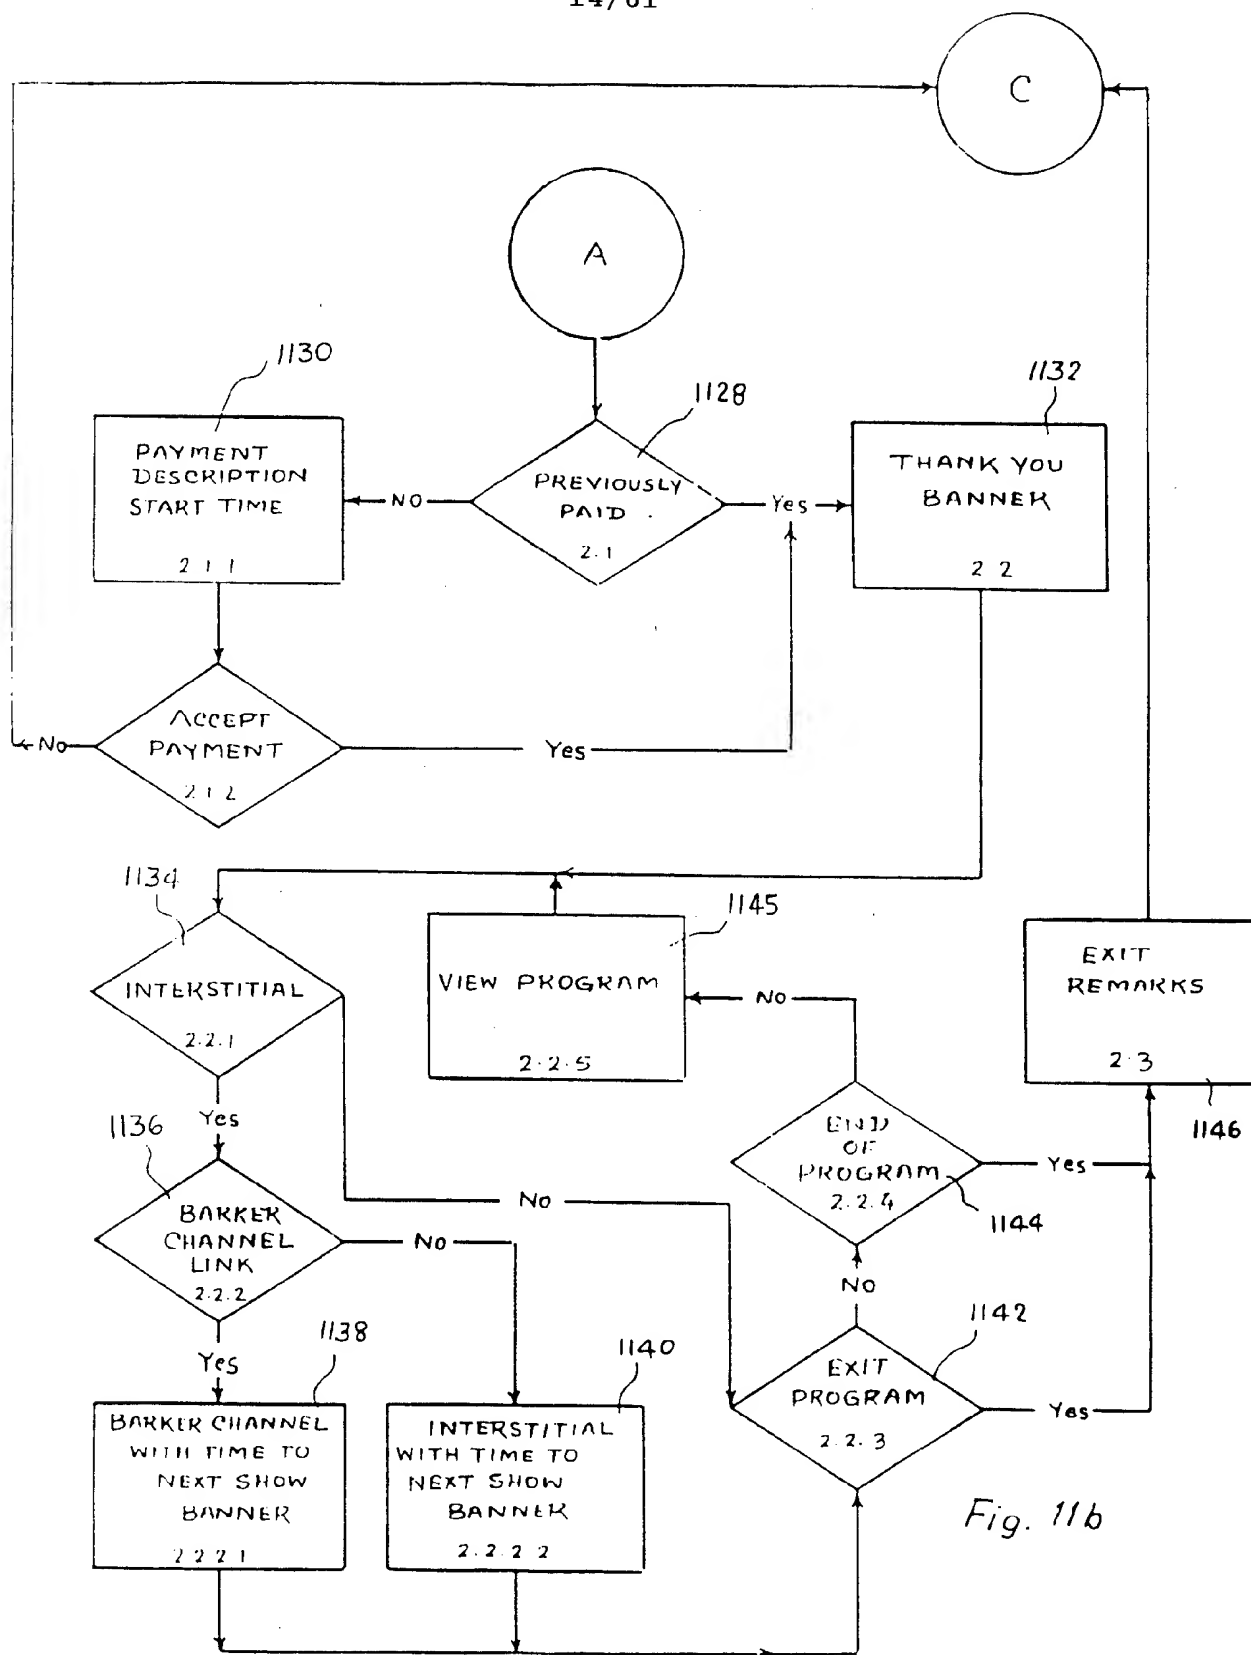 14/61
C
A
1130
1128
1132
PAYMENT
DESCRIPTION
START TIME
2 1 1
NO
PREVIOUSLY
PAID
2.1
Yes
THANK YOU
BANNER
2 2
ACCEPT
PAYMENT
2 1 2
No
Yes
1134
1145
INTERSTITIAL
2.2.1
VIEW PROGRAM
2.2.5
No
EXIT
REMARKS
2.3
1146
Yes
1136
END
OF
PROGRAM
2.2.4
Yes
1144
No
BARKER
CHANNEL
LINK
2.2.2
No
No
1142
Yes
1138
1140
EXIT
PROGRAM
2.2.3
Yes
BARKER CHANNEL
WITH TIME TO
NEXT SHOW
BANNER
2 2 2 1
INTERSTITIAL
WITH TIME TO
NEXT SHOW
BANNER
2.2.2 2
Fig. 11b